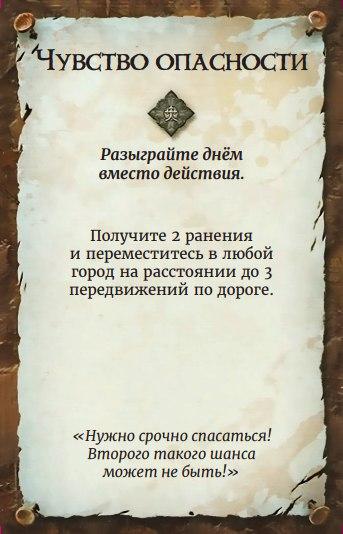 Чувство опасности
Разыграйте днём
вместо действия.
Получите 2 ранения
и переместитесь в любой
город на расстоянии до 3
передвижений по дороге.
«Нужно срочно спасаться!
Второго такого шанса
может не быть!»